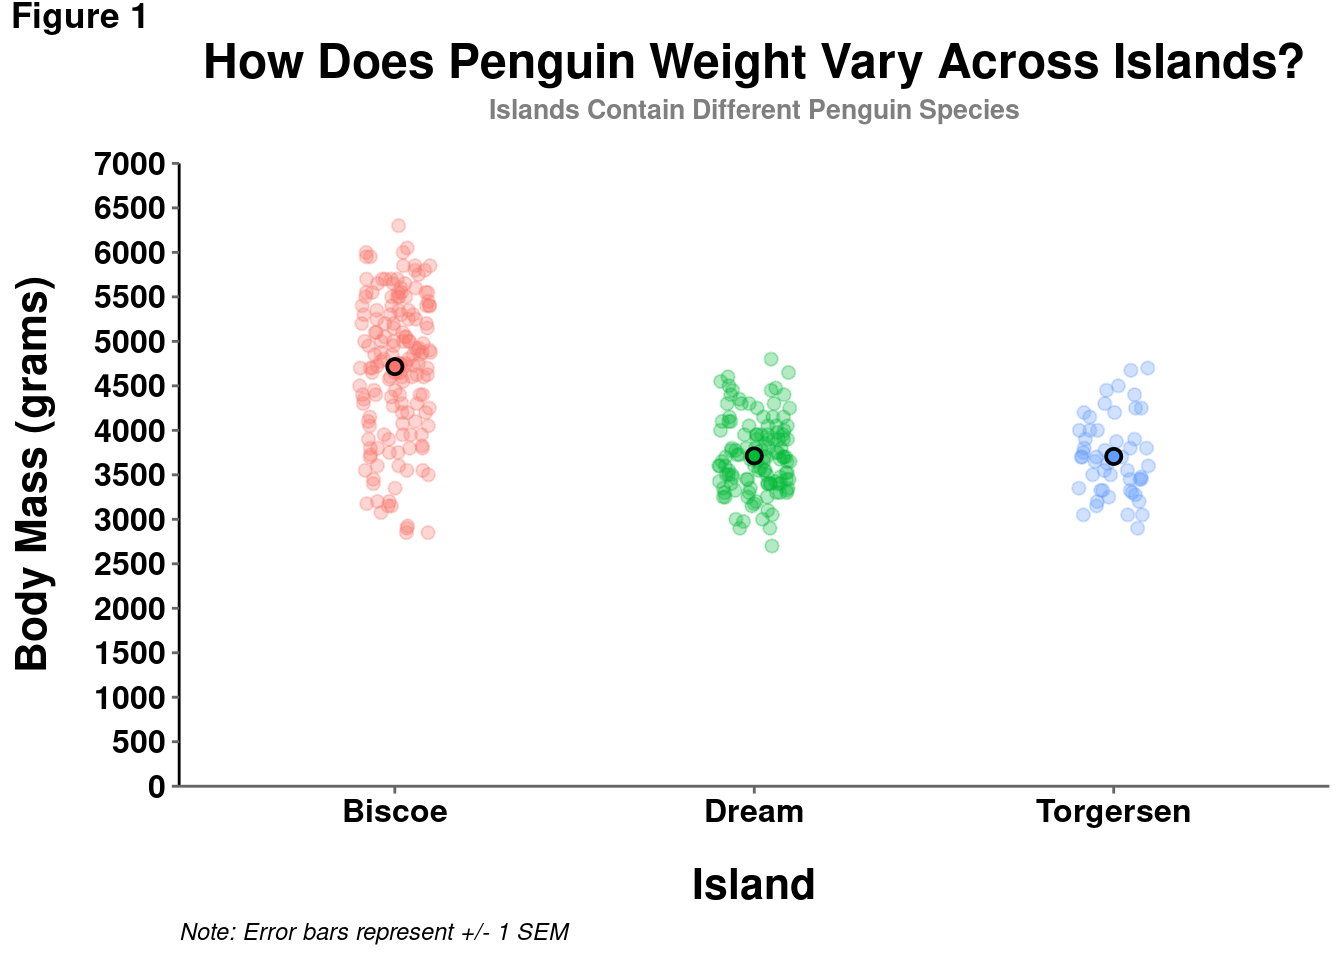 Figure 1
How Does Penguin Weight Vary Across Islands?
Islands Contain Different Penguin Species
Body Mass (grams)
7000
6500
6000
5500
5000
4500
4000
3500
3000
2500
2000
1500
1000
500
0
Biscoe Dream Torgersen
Island
Note: Error bars represent +/- 1 SEM